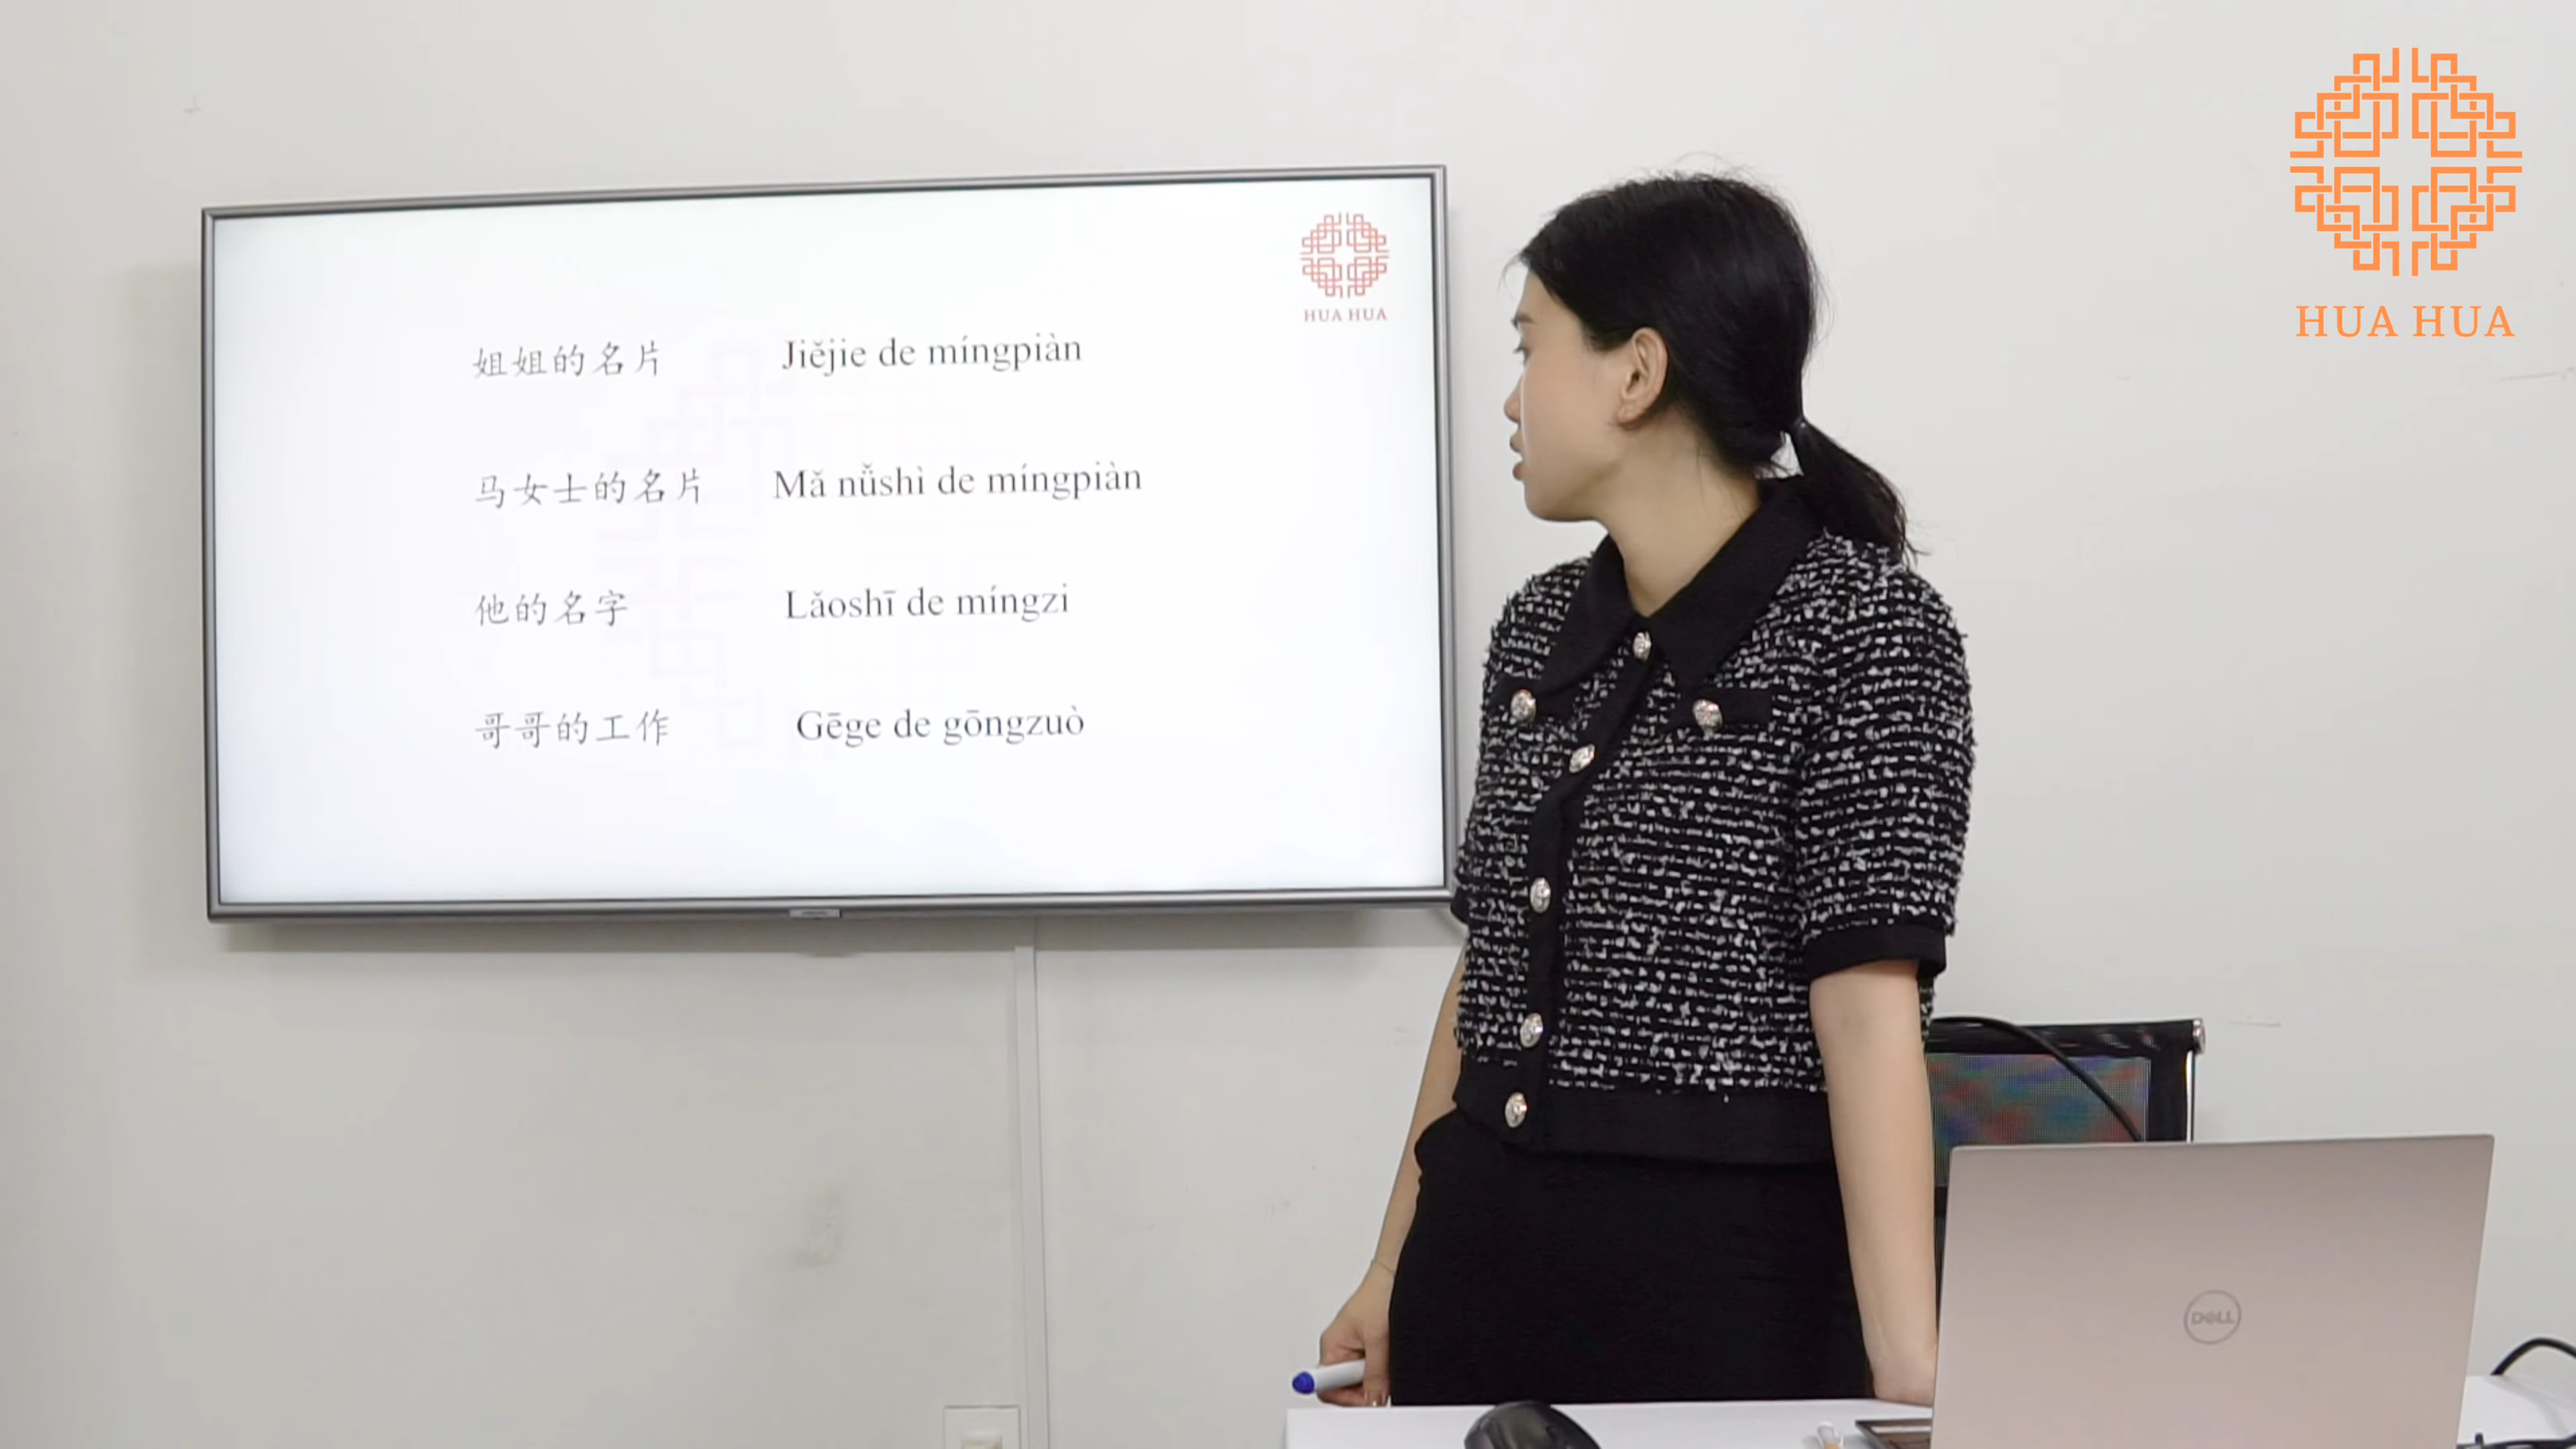 HUA HUA
HUA HUA
姐姐的名片 Jiějie de míngpiàn
马女士的名片 Mǎ nǚshì de míngpiàn
他的名字 Lǎoshī de míngzi
哥哥的工作 Gēge de gōngzuò
DELL